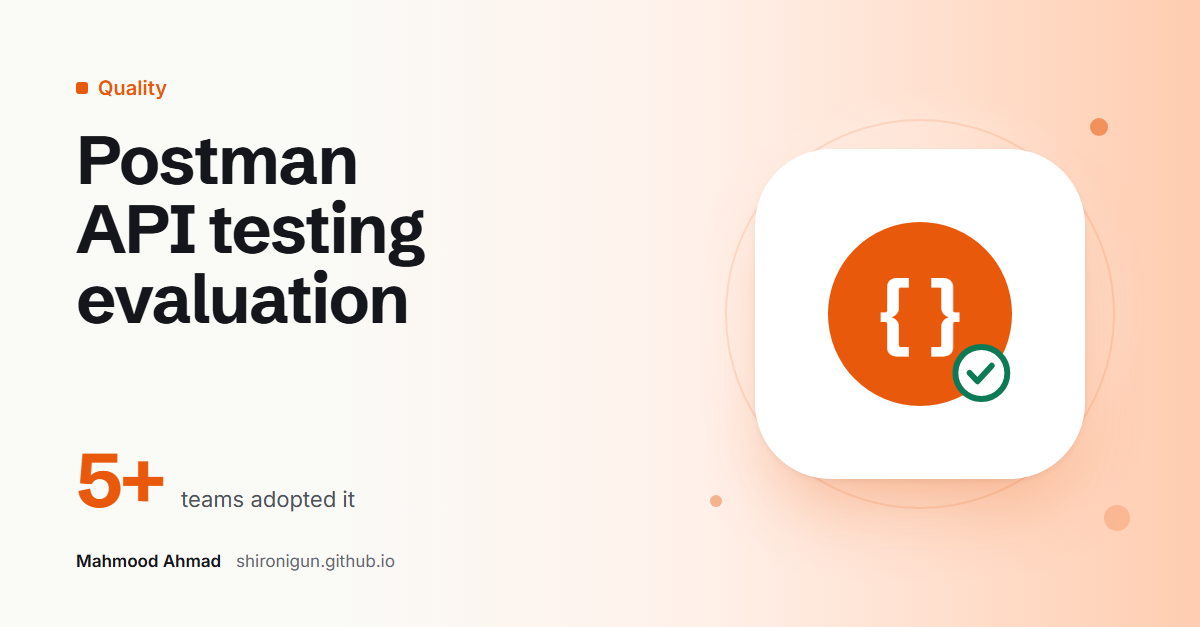 Quality
Postman
API testing
evaluation
{ }
5+ teams adopted it
Mahmood Ahmad shironigun.github.io